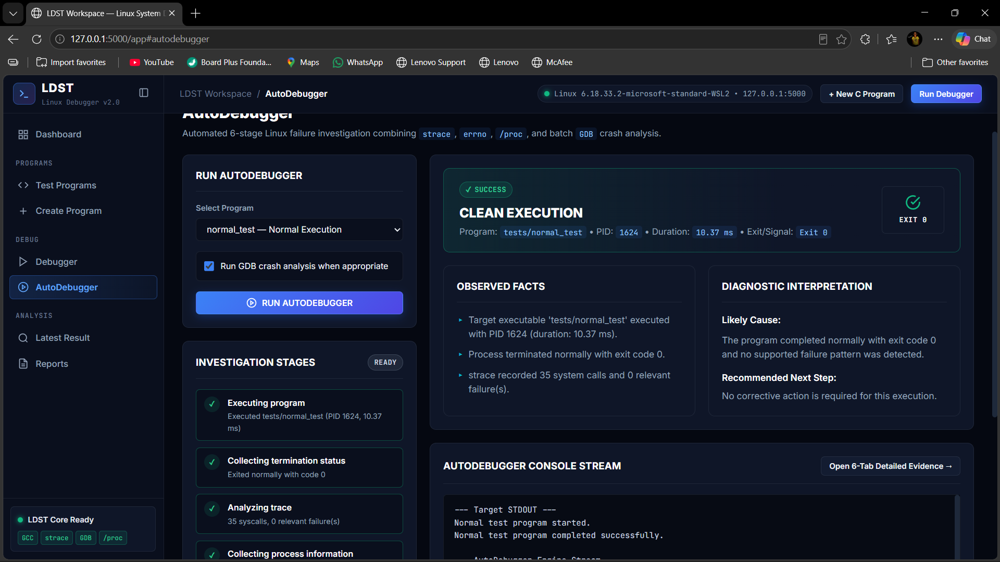 LDST Workspace — Linux System
127.0.0.1:5000/app#autodebugger
Chat
Import favorites
YouTube
Board Plus Founda...
Maps
WhatsApp
Lenovo Support
Lenovo
McAfee
Other favorites
LDST
Linux Debugger v2.0
LDST Workspace / AutoDebugger
Linux 6.18.33.2-microsoft-standard-WSL2 • 127.0.0.1:5000
+ New C Program
Run Debugger
Dashboard
PROGRAMS
Test Programs
Create Program
DEBUG
Debugger
AutoDebugger
ANALYSIS
Latest Result
Reports
LDST Core Ready
GCC strace GDB /proc
AutoDebugger
Automated 6-stage Linux failure investigation combining strace, errno, /proc, and batch GDB crash analysis.
RUN AUTODEBUGGER
Select Program
normal_test — Normal Execution
Run GDB crash analysis when appropriate
RUN AUTODEBUGGER
INVESTIGATION STAGES
READY
✓ Executing program
Executed tests/normal_test (PID 1624, 10.37
ms)
✓ Collecting termination status
Exited normally with code 0
✓ Analyzing trace
35 syscalls, 0 relevant failure(s)
✓ Collecting process information
✓ SUCCESS
CLEAN EXECUTION
Program: tests/normal_test • PID: 1624 • Duration: 10.37 ms • Exit/Signal: Exit 0
EXIT 0
OBSERVED FACTS
▸ Target executable 'tests/normal_test' executed
with PID 1624 (duration: 10.37 ms).
▸ Process terminated normally with exit code 0.
▸ strace recorded 35 system calls and 0 relevant
failure(s).
DIAGNOSTIC INTERPRETATION
Likely Cause:
The program completed normally with exit code 0
and no supported failure pattern was detected.
Recommended Next Step:
No corrective action is required for this execution.
AUTODEBUGGER CONSOLE STREAM
Open 6-Tab Detailed Evidence →
--- Target STDOUT ---
Normal test program started.
Normal test program completed successfully.
AutoDebugger Engine Stream